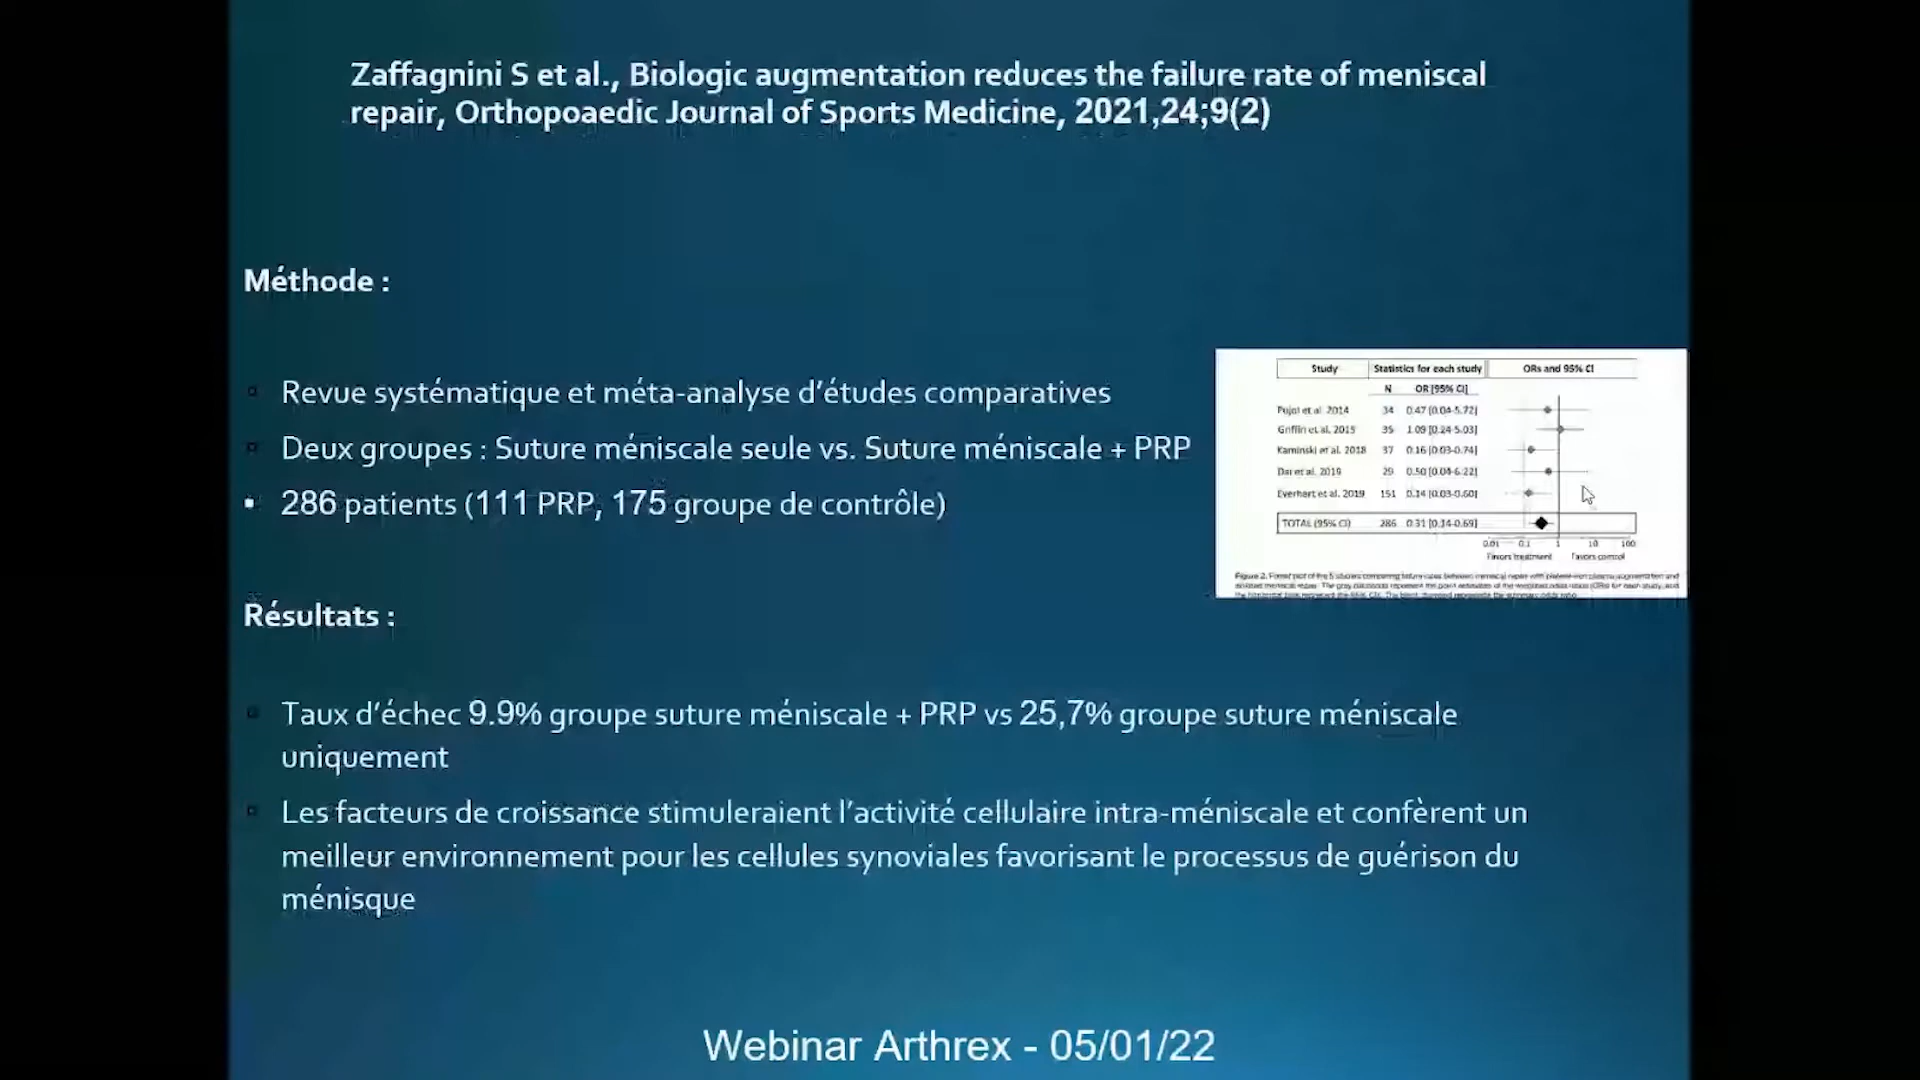 Zaffagnini S et al., Biologic augmentation reduces the failure rate of meniscal
repair, Orthopoaedic Journal of Sports Medicine, 2021,24;9(2)
Méthode :
Revue systématique et méta-analyse d'études comparatives
Deux groupes : Suture méniscale seule vs. Suture méniscale + PRP
286 patients (111 PRP, 175 groupe de contrôle)
Study Statistics for each study ORs and 95% CI
N OR [95% CI]
Pujol et al. 2014 34 0.47 [0.04-5.72]
Griffin et al. 2015 35 1.09 [0.24-5.03]
Kaminski et al. 2018 37 0.16 [0.03-0.74]
Dai et al. 2019 29 0.50 [0.04-6.22]
Everhart et al. 2019 151 0.14 [0.03-0.60]
TOTAL (95% CI) 286 0.31 [0.14-0.69]
0.01 0.1 1 10 100
Favors treatment Favors control
Résultats :
Taux d'échec 9.9% groupe suture méniscale + PRP vs 25,7% groupe suture méniscale
uniquement
Les facteurs de croissance stimuleraient l'activité cellulaire intra-méniscale et confèrent un
meilleur environnement pour les cellules synoviales favorisant le processus de guérison du
ménisque
Webinar Arthrex - 05/01/22